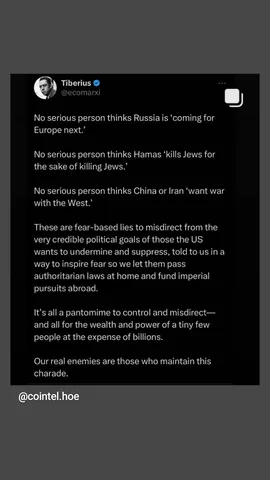 Tiberius
@ecomarxi
No serious person thinks Russia is ‘coming for
Europe next.’
No serious person thinks Hamas ‘kills Jews for
the sake of killing Jews.’
No serious person thinks China or Iran ‘want war
with the West.’
These are fear-based lies to misdirect from the
very credible political goals of those the US
wants to undermine and suppress, told to us in a
way to inspire fear so we let them pass
authoritarian laws at home and fund imperial
pursuits abroad.
It’s all a pantomime to control and misdirect—
and all for the wealth and power of a tiny few
people at the expense of billions.
Our real enemies are those who maintain this
charade.
@cointel.hoe